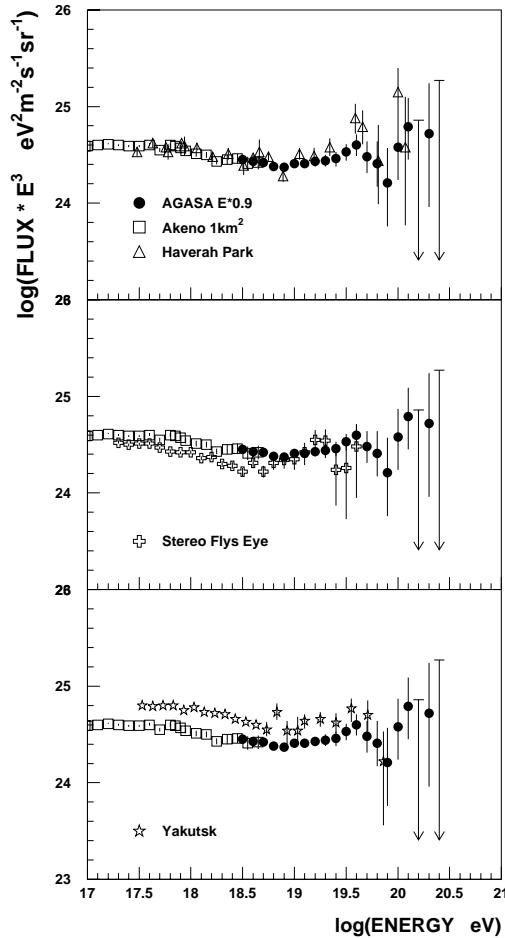 log(FLUX * E³ eV²m⁻²s⁻¹sr⁻¹)
26
25
24
AGASA E*0.9
Akeno 1km²
Haverah Park
26
25
24
Stereo Flys Eye
26
25
24
23
Yakutsk
17 17.5 18 18.5 19 19.5 20 20.5 21
log(ENERGY eV)